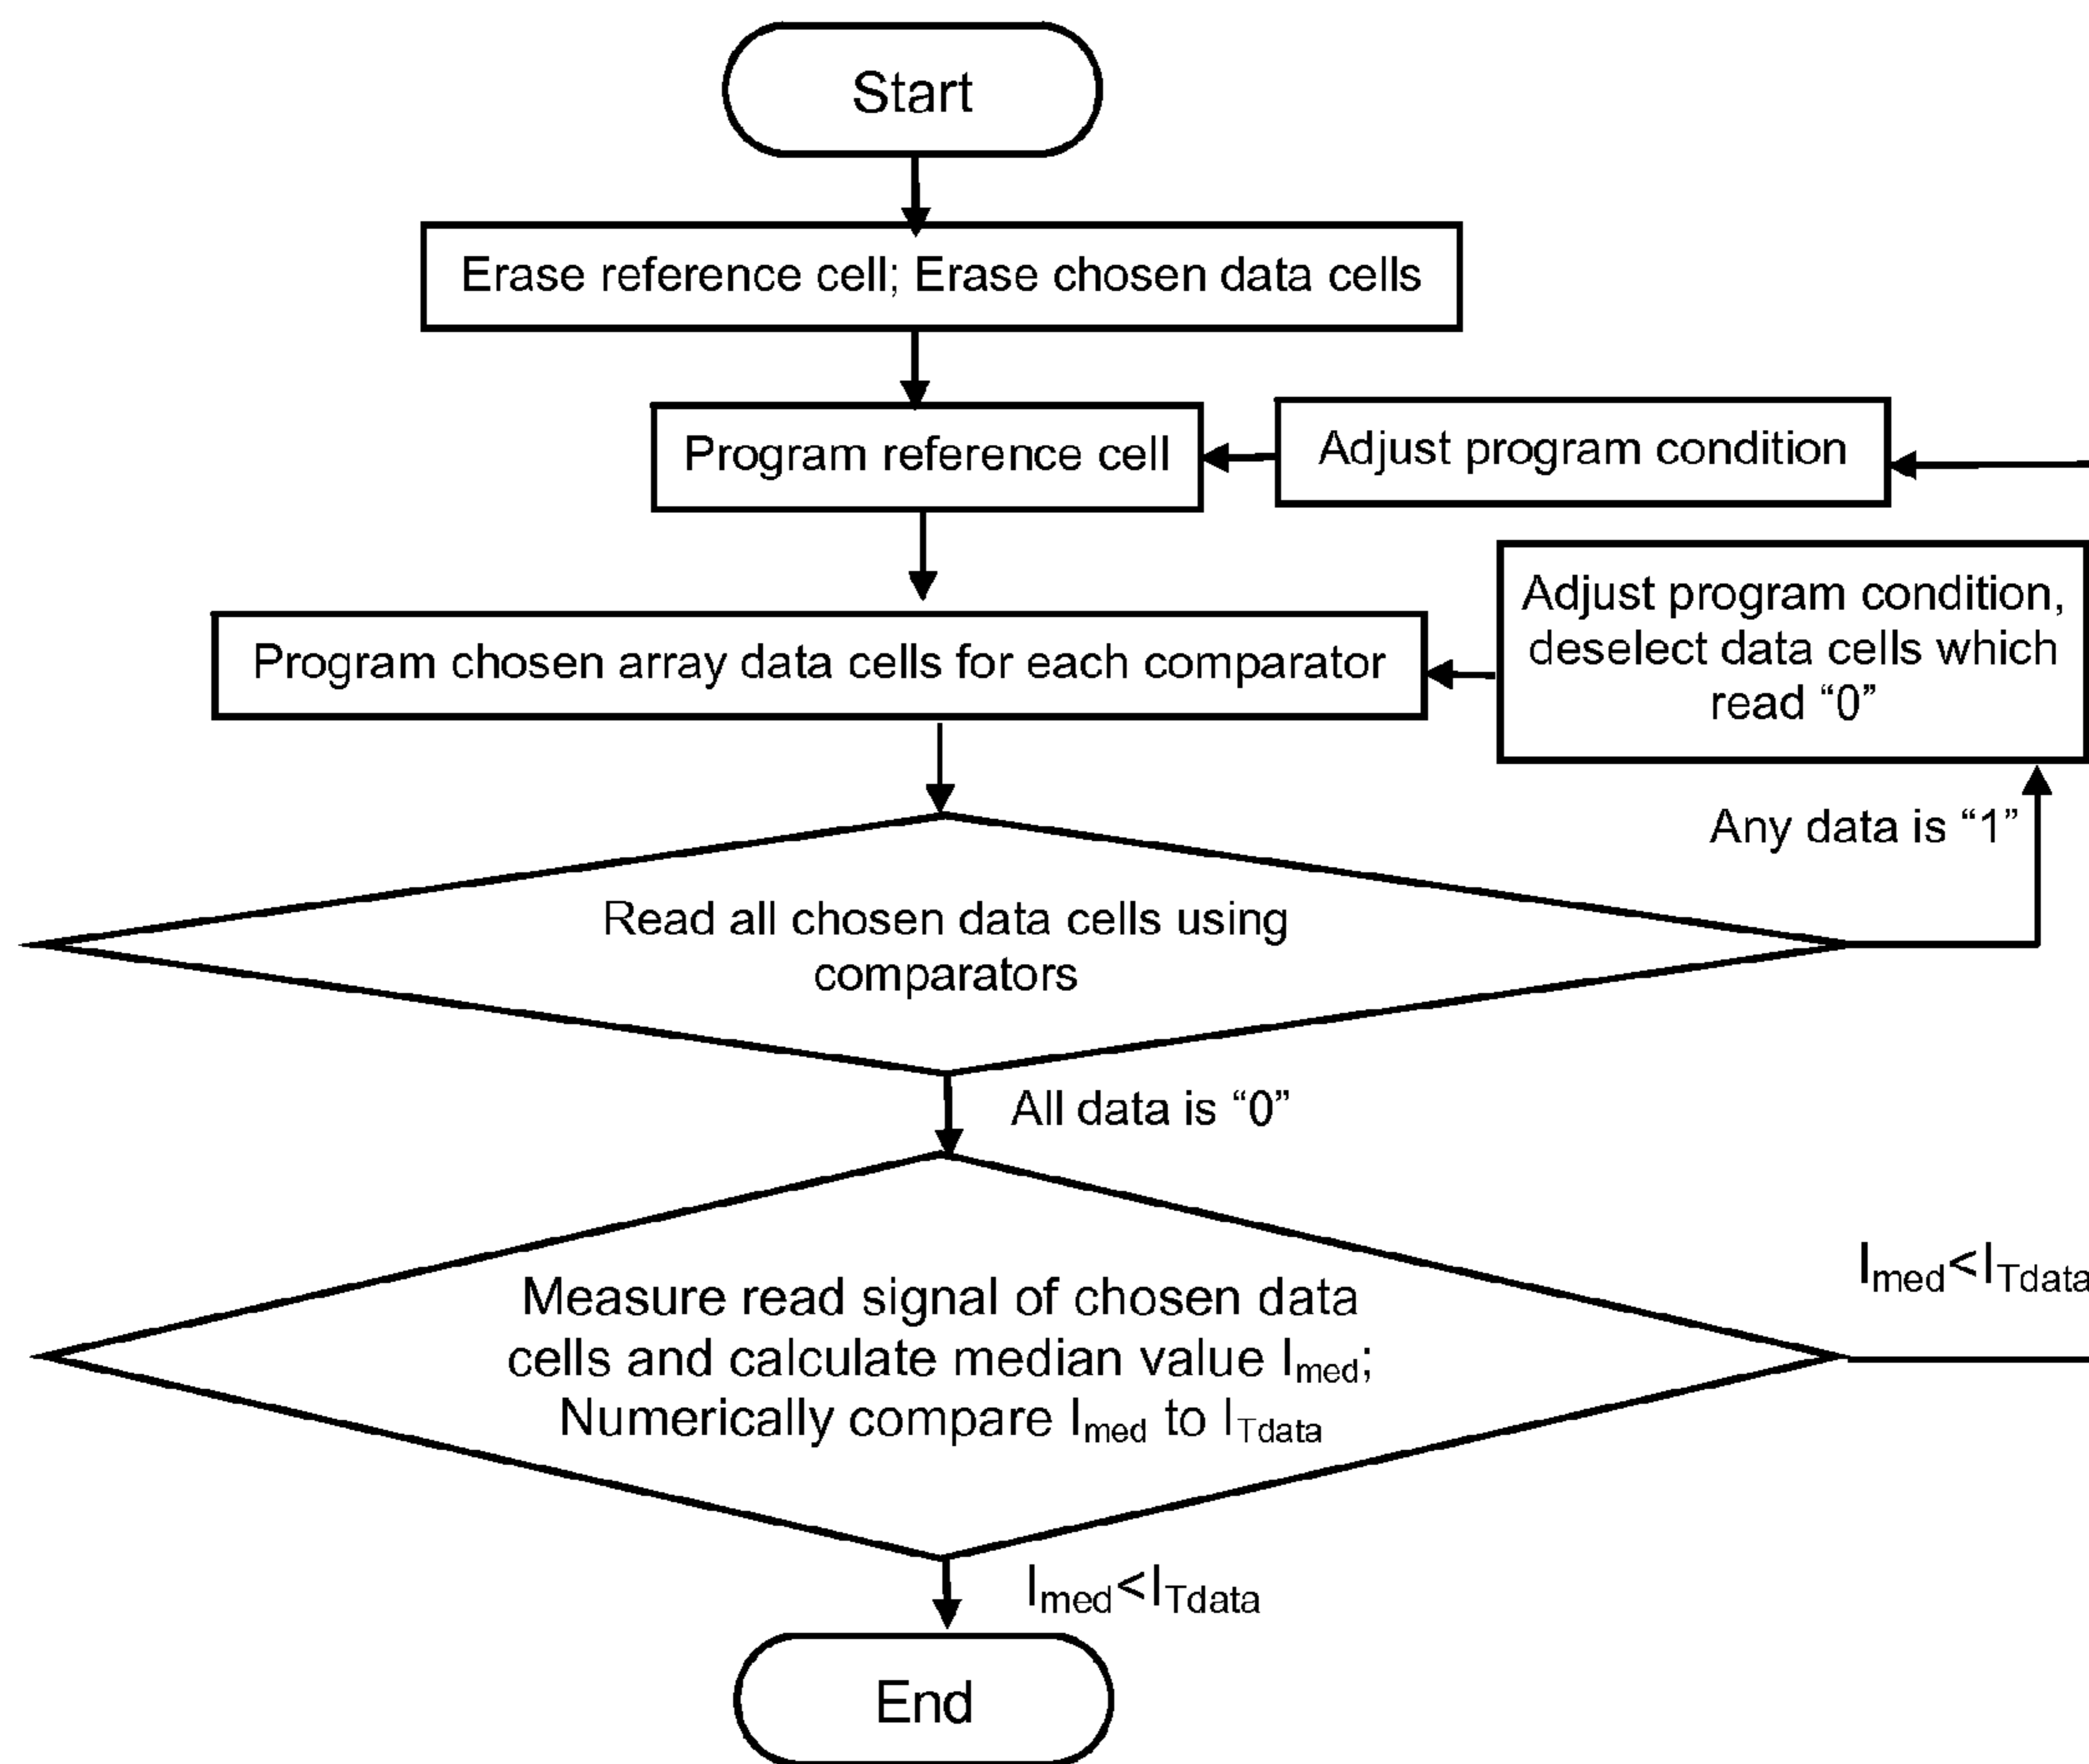 Start
Erase reference cell; Erase chosen data cells
Program reference cell
Adjust program condition
Program chosen array data cells for each comparator
Adjust program condition,
deselect data cells which
read “0”
Any data is “1”
Read all chosen data cells using
comparators
All data is “0”
Measure read signal of chosen data
cells and calculate median value Imed;
Numerically compare Imed to ITdata
Imed<ITdata
Imed<ITdata
End